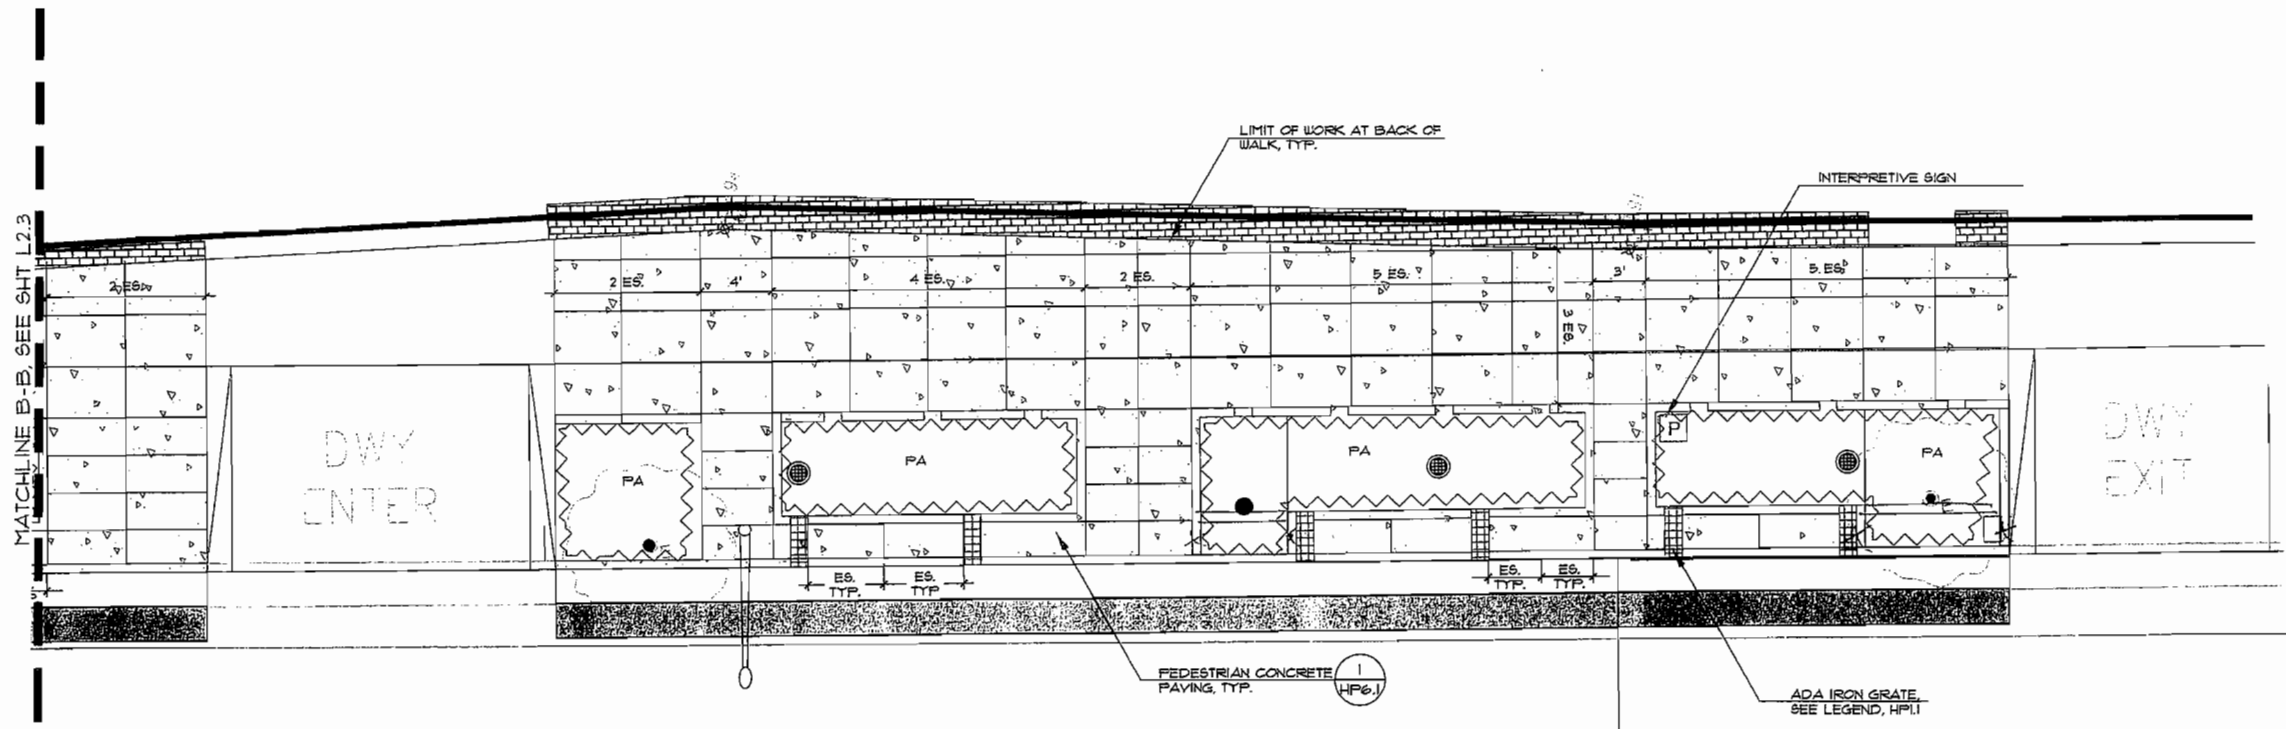 LIMIT OF WORK AT BACK OF
WALK, TYP.
INTERPRETIVE SIGN
MATCHLINE B-B, SEE SHT L2.3
2 ES.
2 ES.
4'
4 ES.
2 ES.
5 ES.
3'
5 ES.
3 ES.
DWY
ENTER
PA
PA
PA
P
PA
DWY
EXIT
ES.
TYP.
ES.
TYP
ES.
TYP.
ES.
TYP.
PEDESTRIAN CONCRETE
PAVING, TYP.
1
HP6.1
ADA IRON GRATE,
SEE LEGEND, HP1.1